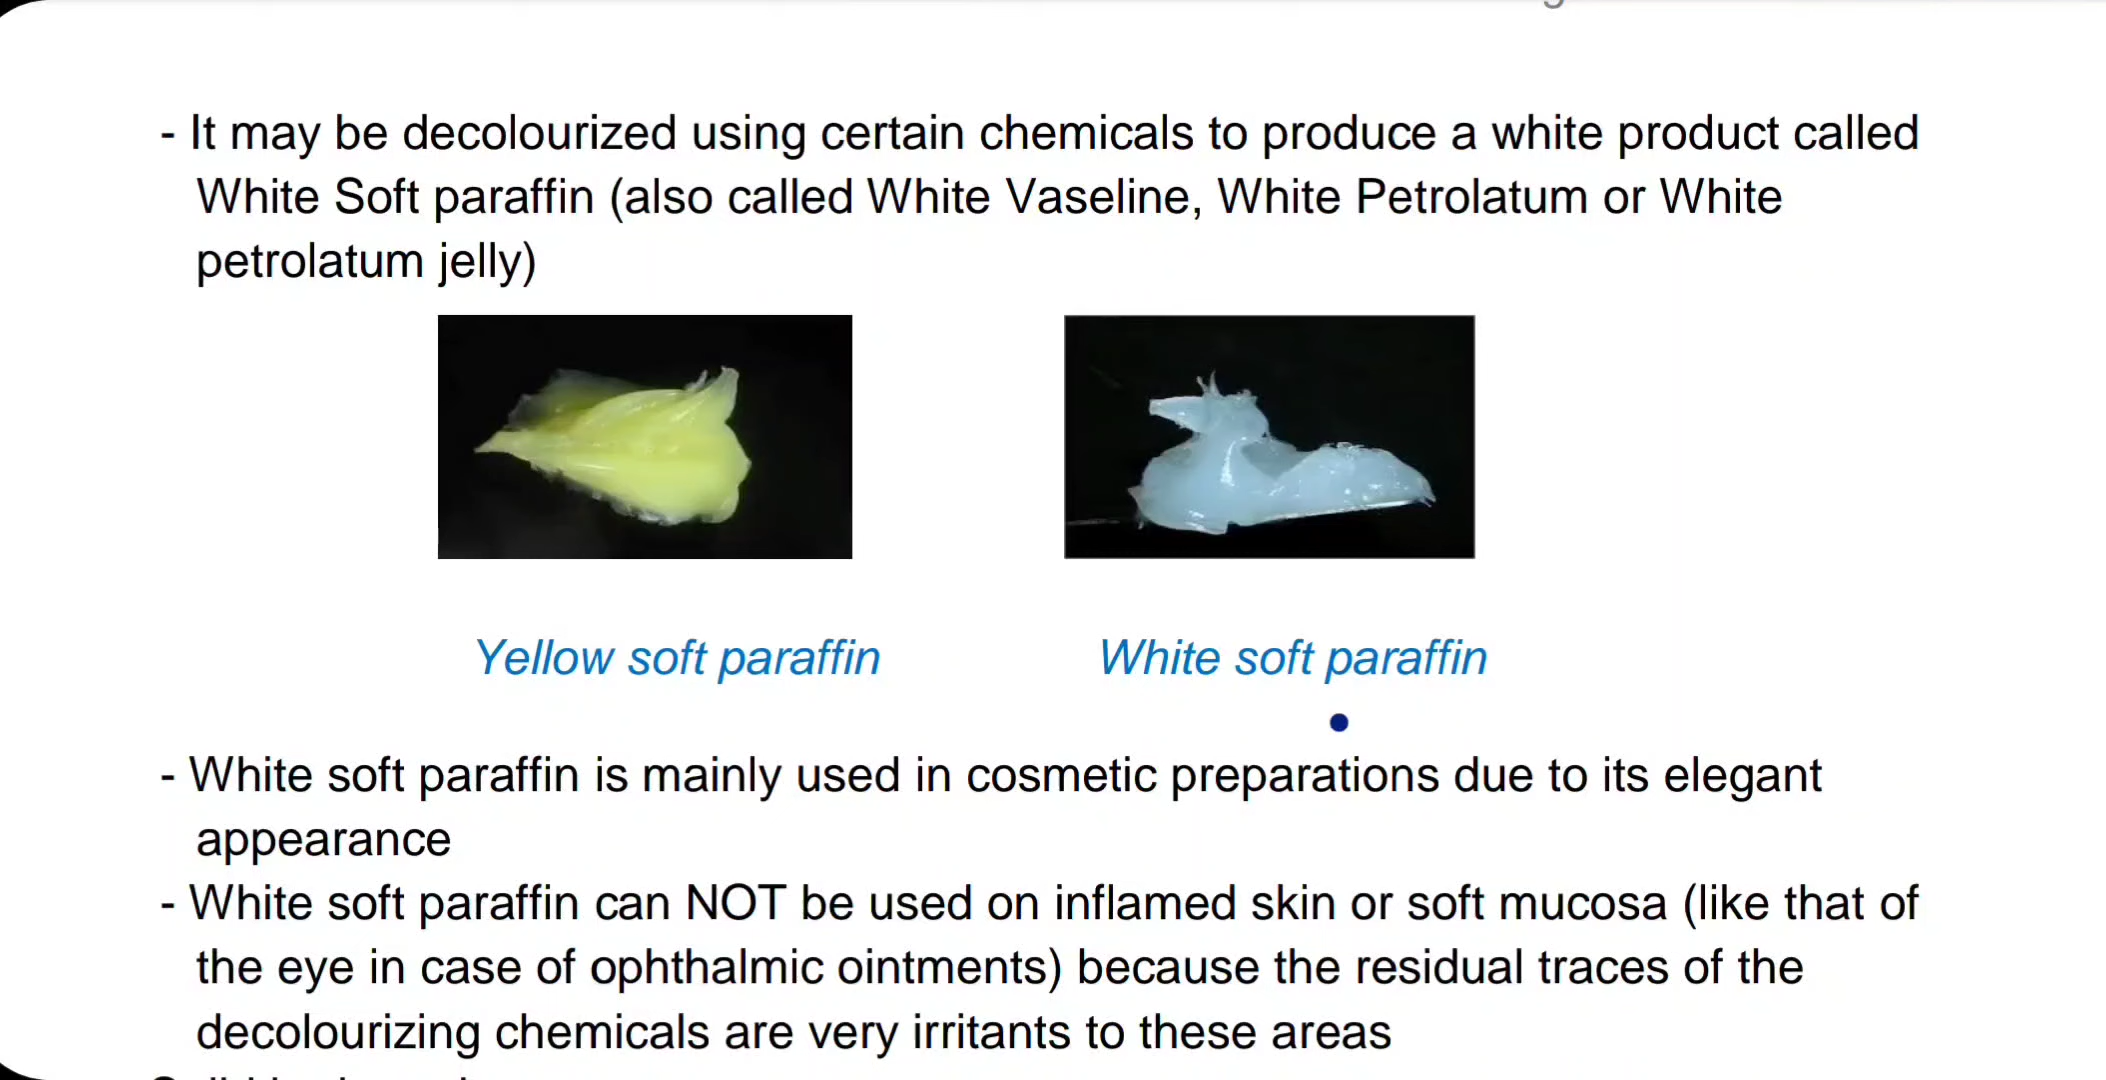 - It may be decolourized using certain chemicals to produce a white product called
White Soft paraffin (also called White Vaseline, White Petrolatum or White
petrolatum jelly)
Yellow soft paraffin
White soft paraffin
- White soft paraffin is mainly used in cosmetic preparations due to its elegant
appearance
- White soft paraffin can NOT be used on inflamed skin or soft mucosa (like that of
the eye in case of ophthalmic ointments) because the residual traces of the
decolourizing chemicals are very irritants to these areas